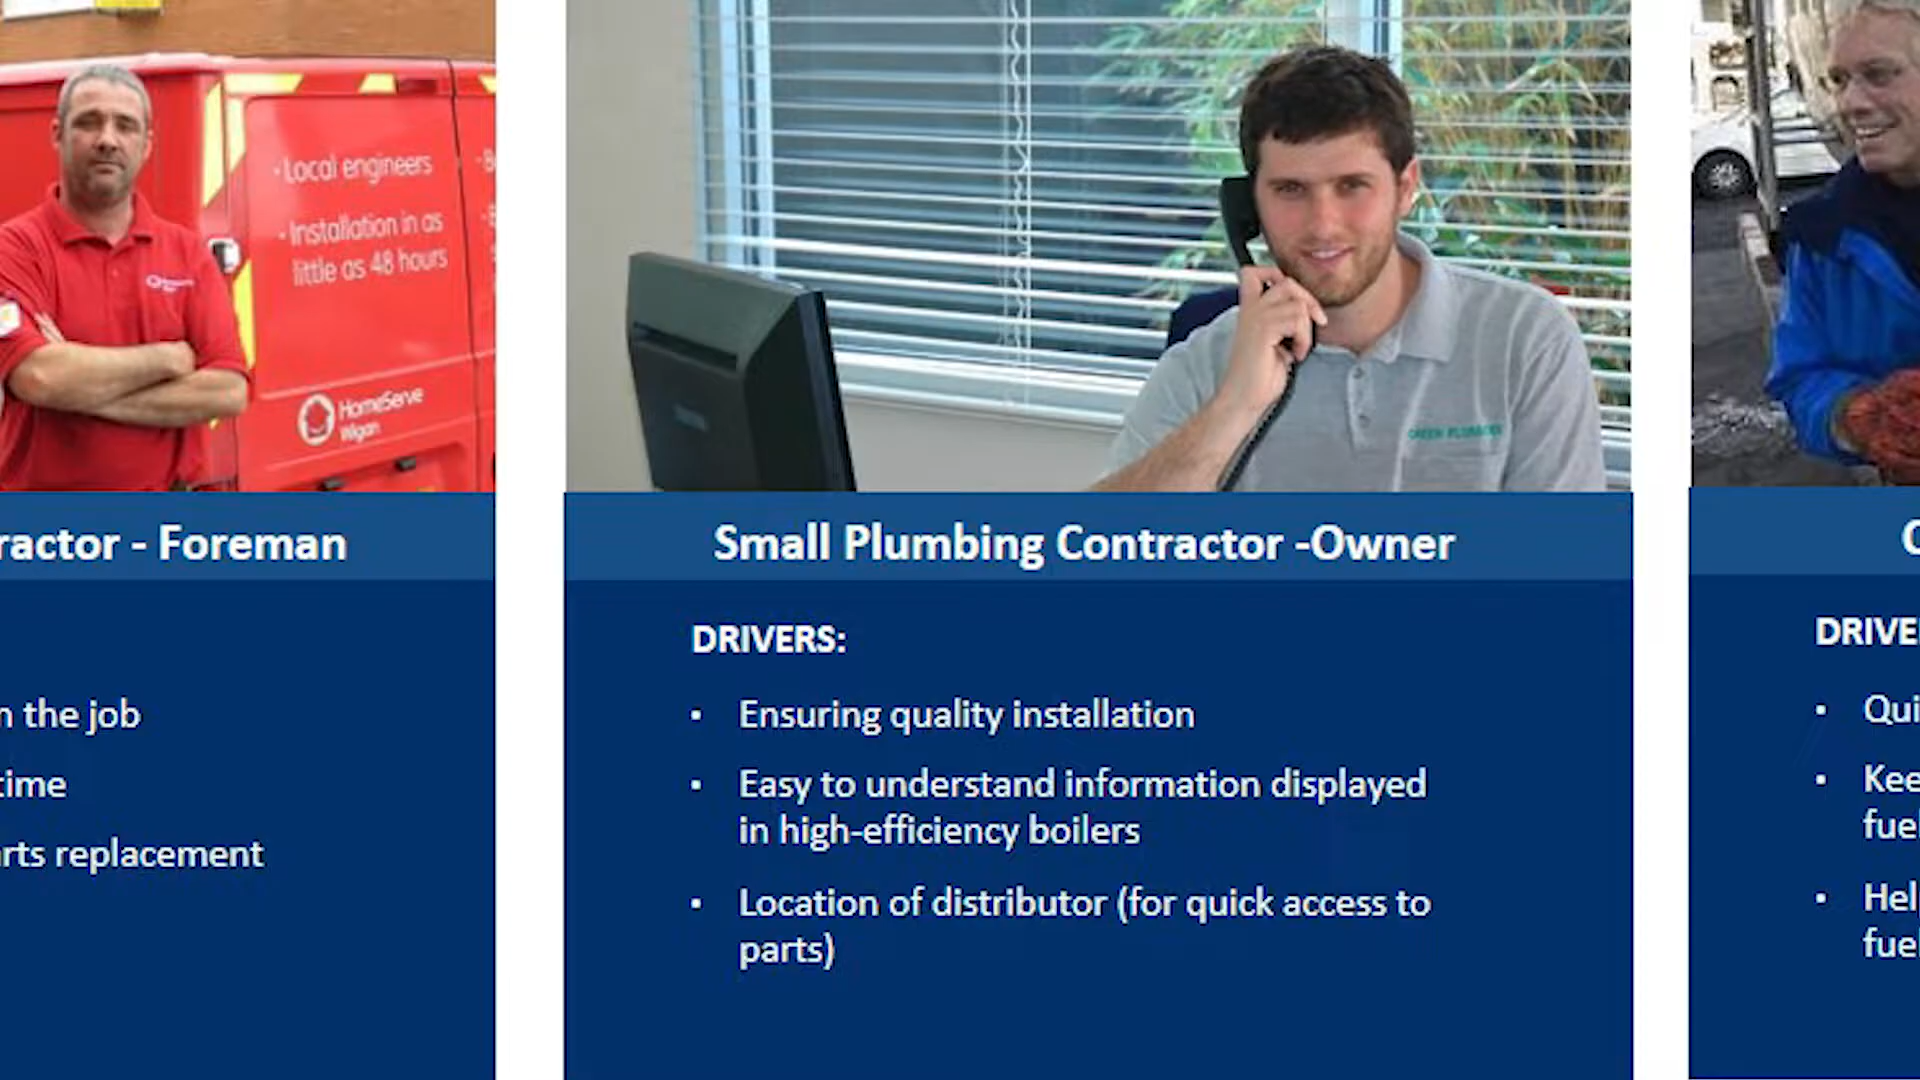 · Local engineers
· Installation in as
little as 48 hours
HomeServe
Wigan
ractor - Foreman
n the job
time
rts replacement
Small Plumbing Contractor -Owner
DRIVERS:
▪ Ensuring quality installation
▪ Easy to understand information displayed
in high-efficiency boilers
▪ Location of distributor (for quick access to
parts)
DRIVE
▪ Qui
▪ Kee
fuel
▪ Hel
fuel